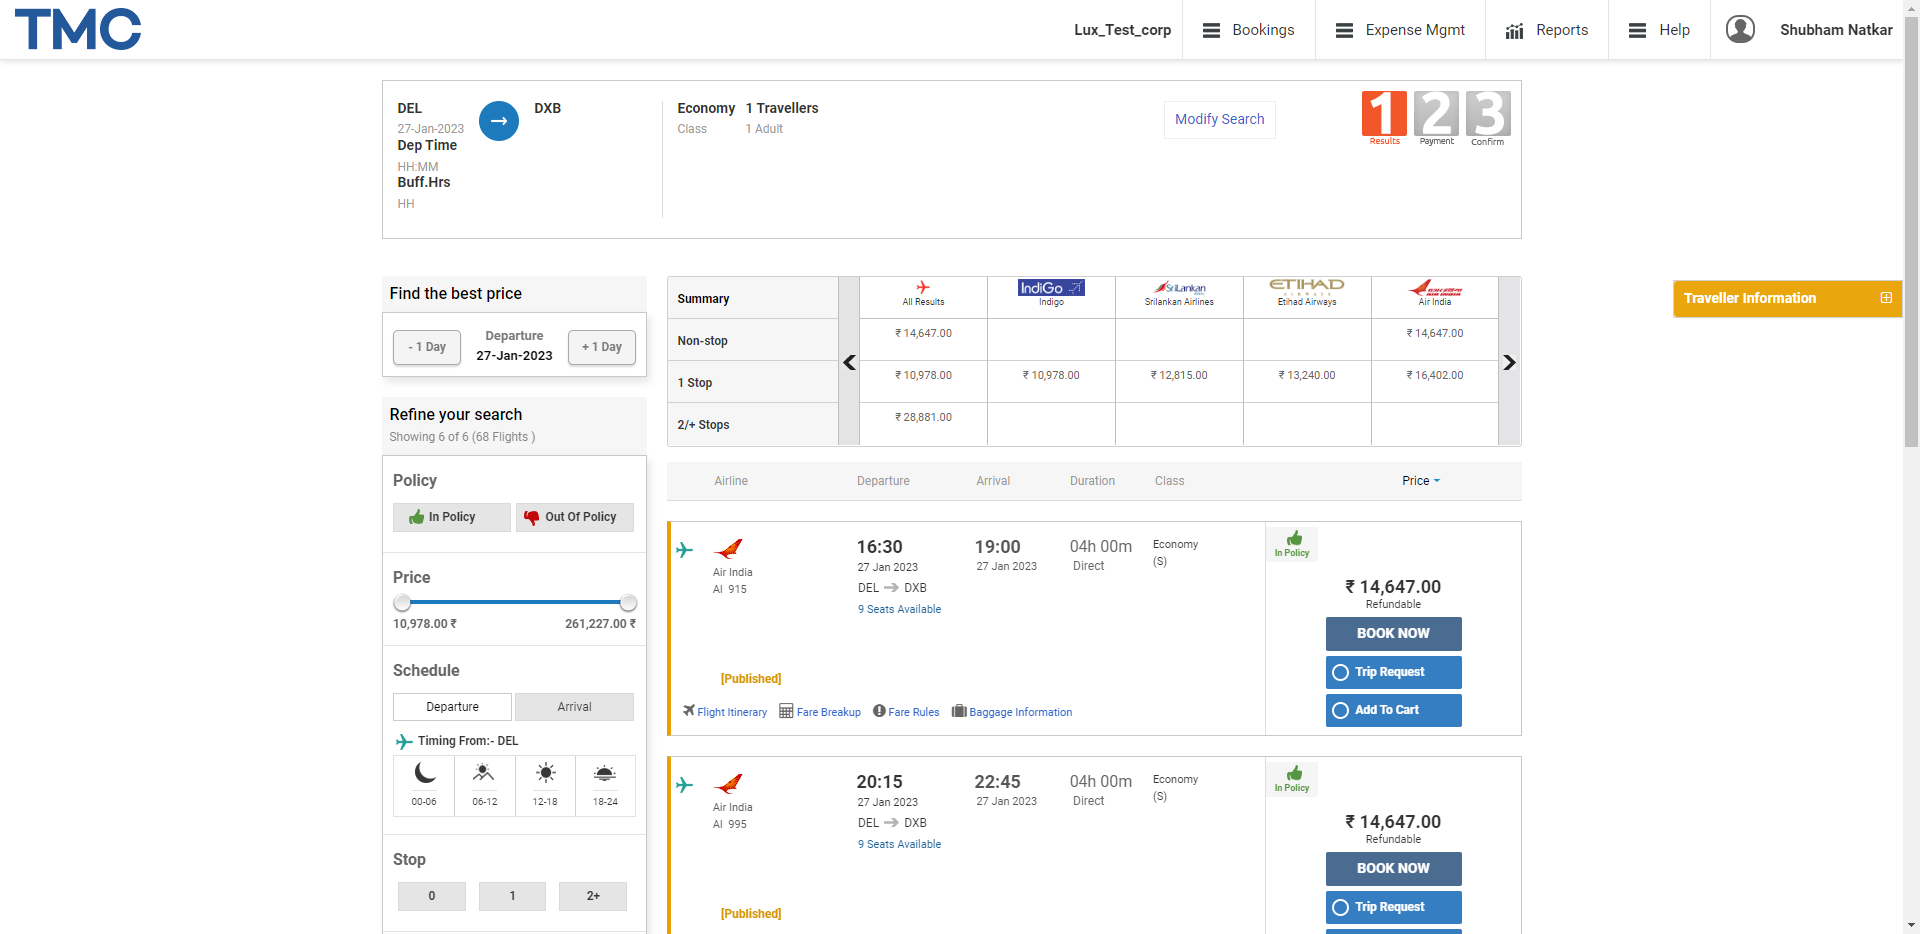 TMC
Lux_Test_corp
Bookings
Expense Mgmt
Reports
Help
Shubham Natkar
DEL
27-Jan-2023
DXB
Dep Time
HH:MM
Buff.Hrs
HH
Economy
Class
1 Travellers
1 Adult
Modify Search
1
Results
2
Payment
3
Confirm
Find the best price
- 1 Day
Departure
27-Jan-2023
+ 1 Day
Refine your search
Showing 6 of 6 (68 Flights )
Policy
In Policy
Out Of Policy
Price
10,978.00 ₹
261,227.00 ₹
Schedule
Departure
Arrival
Timing From:- DEL
00-06
06-12
12-18
18-24
Stop
0
1
2+
Summary
All Results
IndiGo
Indigo
SriLankan
Srilankan Airlines
ETIHAD
AIRWAYS
Etihad Airways
AIR INDIA
Air India
Non-stop
₹ 14,647.00
₹ 14,647.00
1 Stop
₹ 10,978.00
₹ 10,978.00
₹ 12,815.00
₹ 13,240.00
₹ 16,402.00
2/+ Stops
₹ 28,881.00
Traveller Information
Airline
Departure
Arrival
Duration
Class
Price
Air India
AI 915
16:30
27 Jan 2023
DEL DXB
9 Seats Available
19:00
27 Jan 2023
04h 00m
Direct
Economy
(S)
In Policy
₹ 14,647.00
Refundable
BOOK NOW
Trip Request
Add To Cart
[Published]
Flight Itinerary
Fare Breakup
Fare Rules
Baggage Information
Air India
AI 995
20:15
27 Jan 2023
DEL DXB
9 Seats Available
22:45
27 Jan 2023
04h 00m
Direct
Economy
(S)
In Policy
₹ 14,647.00
Refundable
BOOK NOW
Trip Request
[Published]